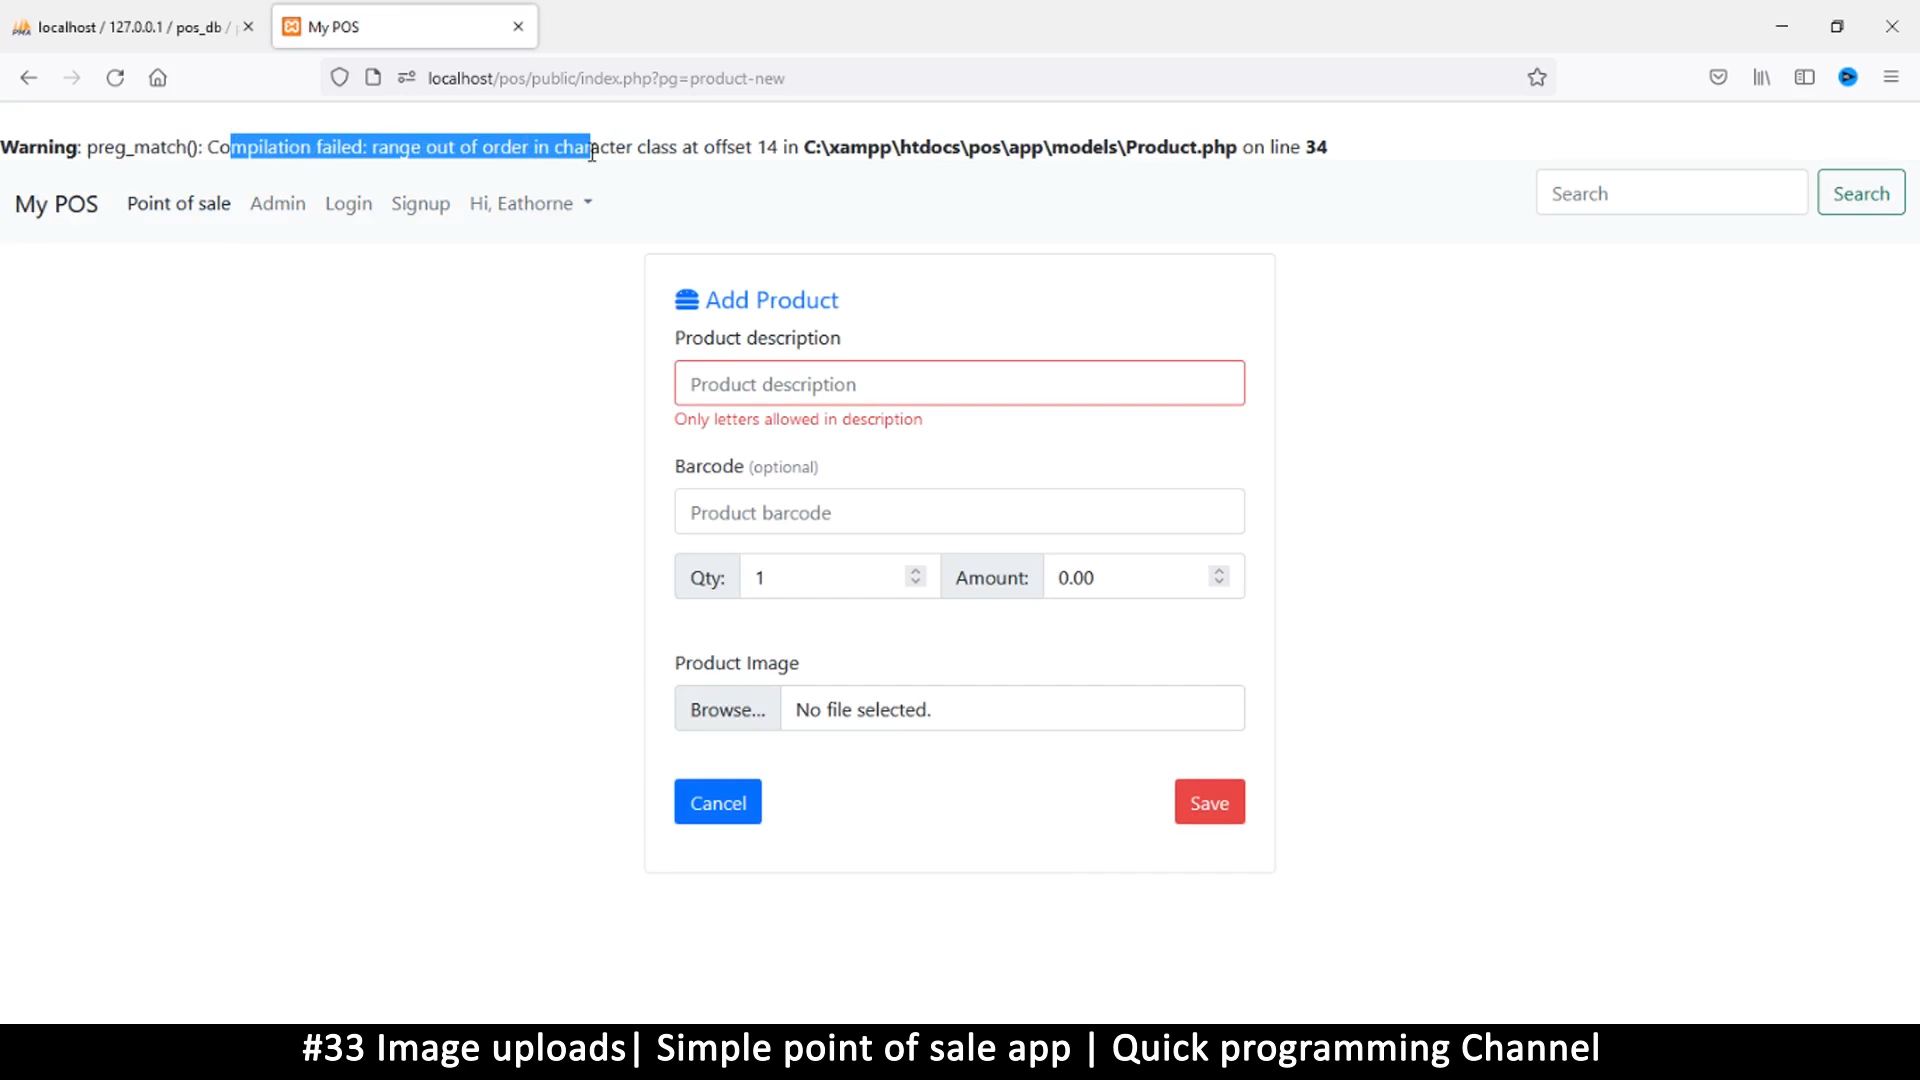 localhost / 127.0.0.1 / pos_db /
My POS
localhost/pos/public/index.php?pg=product-new
Warning: preg_match(): Compilation failed: range out of order in character class at offset 14 in C:\xampp\htdocs\pos\app\models\Product.php on line 34
My POS Point of sale Admin Login Signup Hi, Eathorne Search Search
Add Product
Product description
Product description
Only letters allowed in description
Barcode (optional)
Product barcode
Qty: 1 Amount: 0.00
Product Image
Browse... No file selected.
Cancel Save
#33 Image uploads| Simple point of sale app | Quick programming Channel